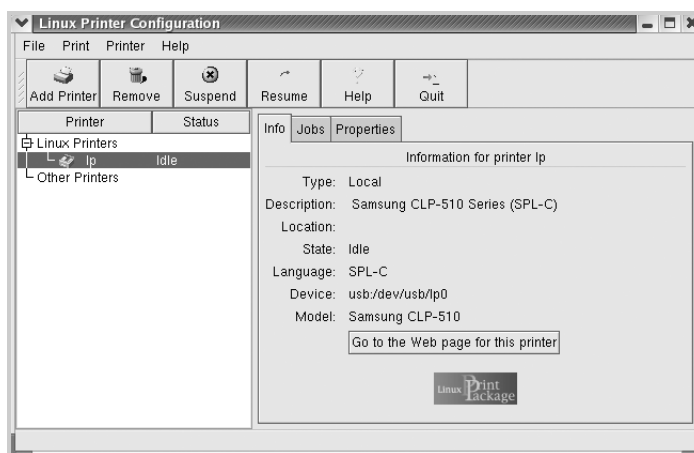 Linux Printer Configuration
File Print Printer Help
Add Printer Remove Suspend Resume Help Quit
Printer Status
Linux Printers
lp Idle
Other Printers
Info Jobs Properties
Information for printer lp
Type: Local
Description: Samsung CLP-510 Series (SPL-C)
Location:
State: Idle
Language: SPL-C
Device: usb:/dev/usb/lp0
Model: Samsung CLP-510
Go to the Web page for this printer
Linux Print Package